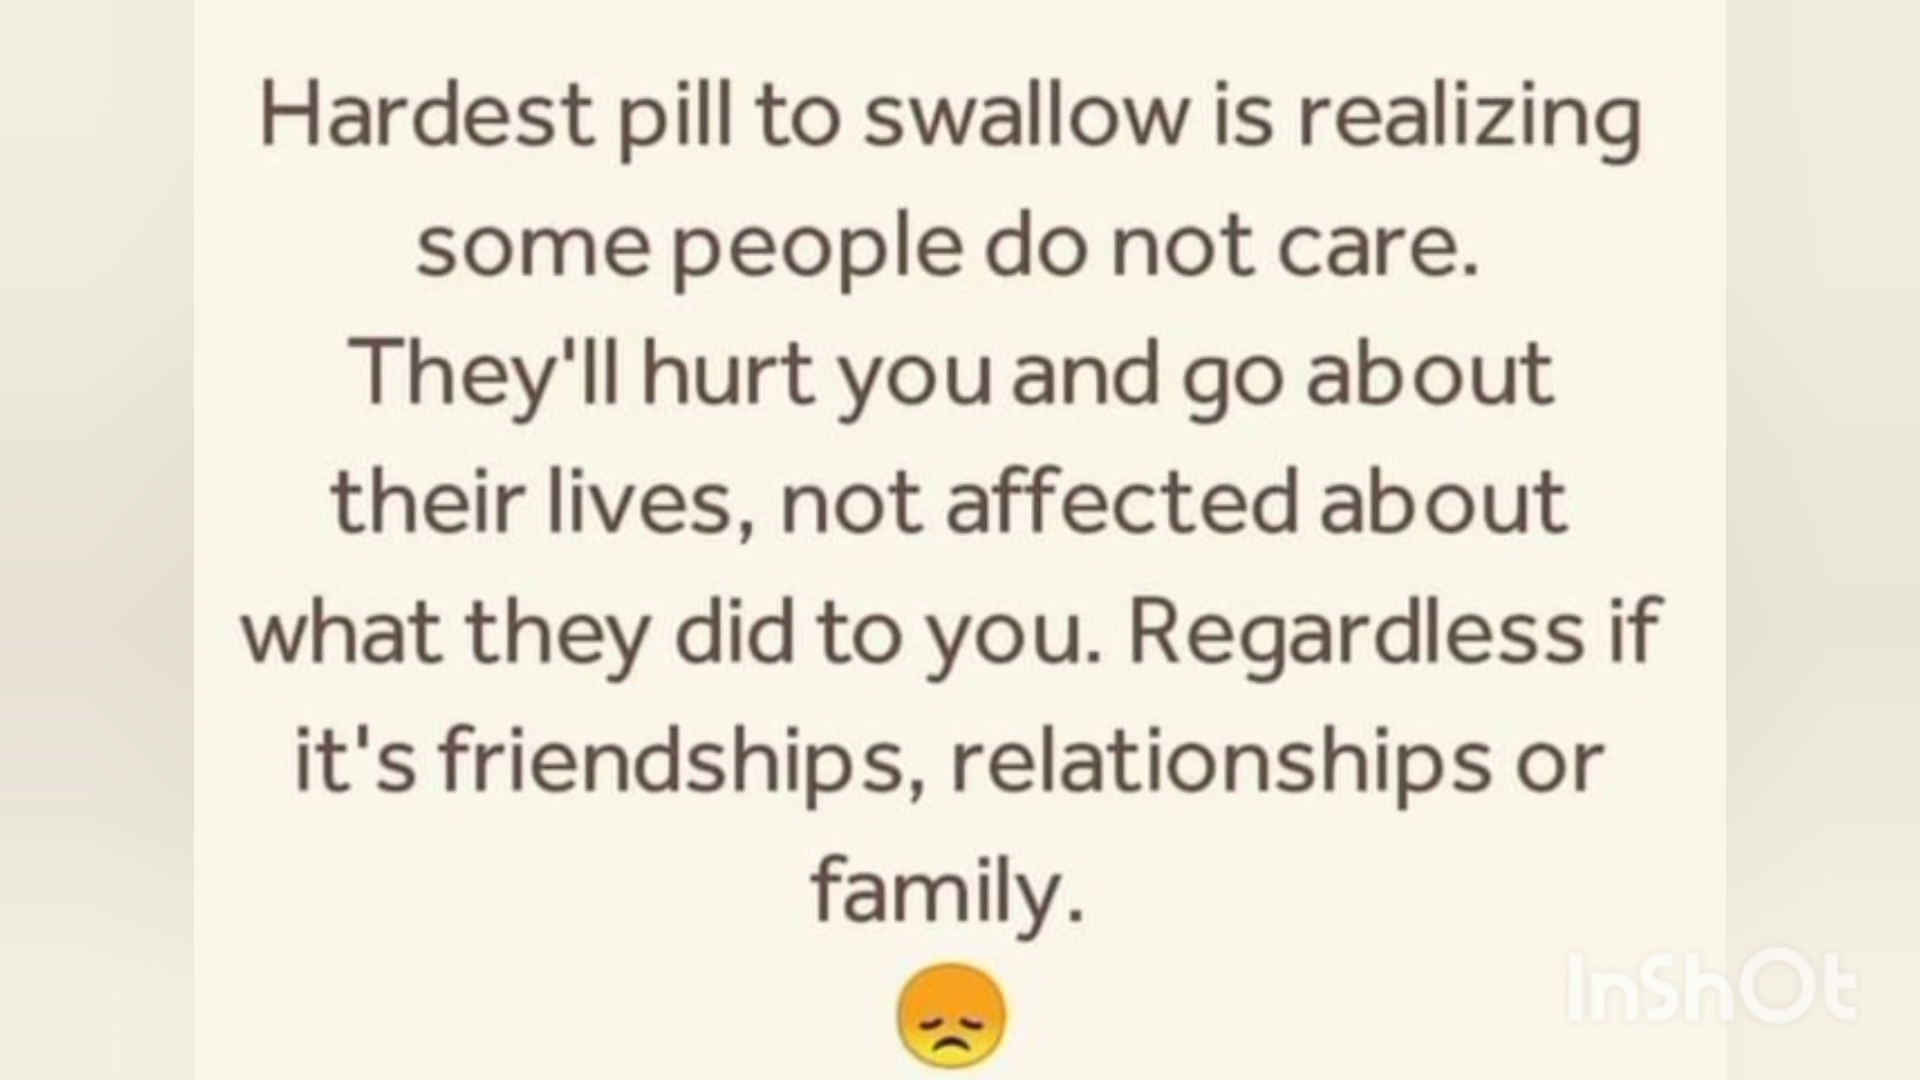 Hardest pill to swallow is realizing
some people do not care.
They'll hurt you and go about
their lives, not affected about
what they did to you. Regardless if
it's friendships, relationships or
family.
InShOt